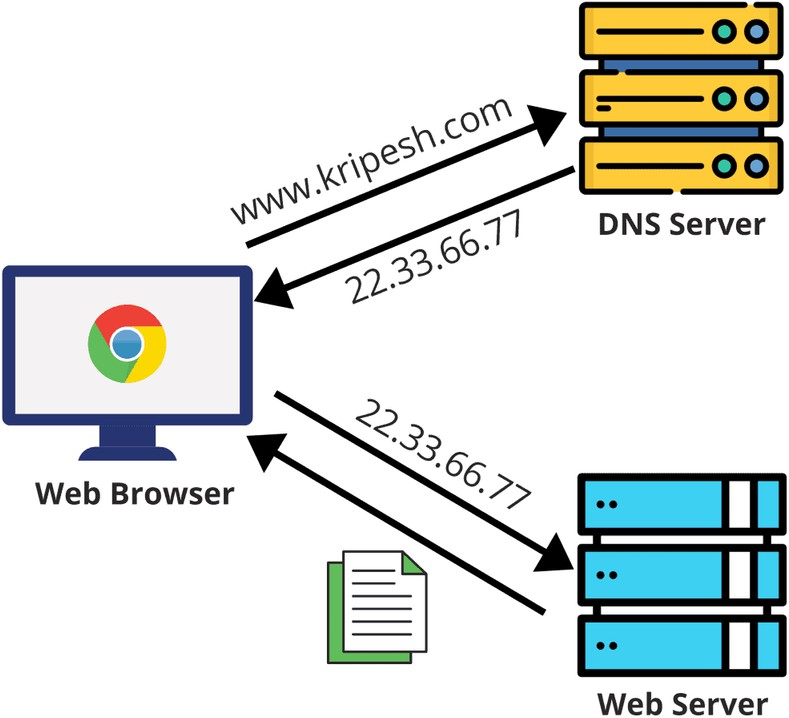 www.kripesh.com
DNS Server
22.33.66.77
Web Browser
22.33.66.77
Web Server